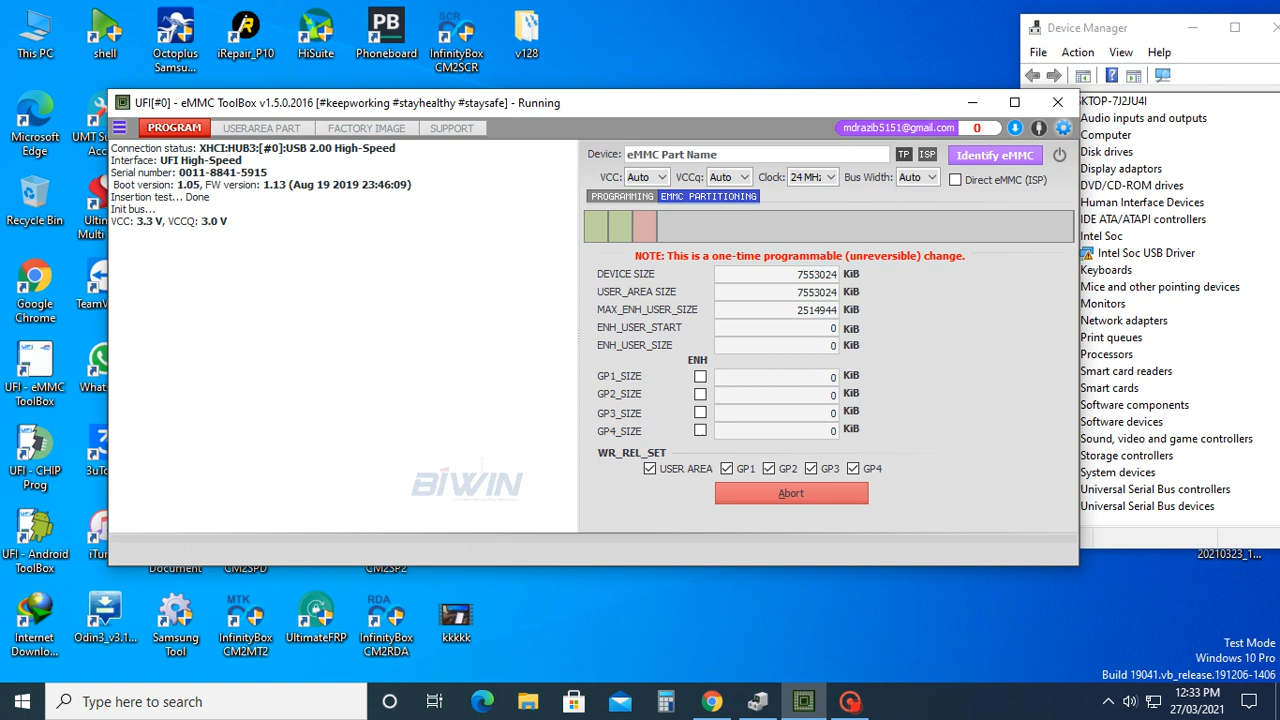 This PC
shell
Octoplus
Samsu...
iRepair_P10
HiSuite
PB
Phoneboard
SCR
InfinityBox
CM2SCR
v128
Device Manager
File Action View Help
KTOP-7J2JU4I
Audio inputs and outputs
Computer
Disk drives
Display adaptors
DVD/CD-ROM drives
Human Interface Devices
IDE ATA/ATAPI controllers
Intel Soc
Intel Soc USB Driver
Keyboards
Mice and other pointing devices
Monitors
Network adapters
Print queues
Processors
Smart card readers
Smart cards
Software components
Software devices
Sound, video and game controllers
Storage controllers
System devices
Universal Serial Bus controllers
Universal Serial Bus devices
UFI[#0] - eMMC ToolBox v1.5.0.2016 [#keepworking #stayhealthy #staysafe] - Running
PROGRAM USERAREA PART FACTORY IMAGE SUPPORT
mdrazib5151@gmail.com 0
Connection status: XHCI:HUB3:[#0]:USB 2.00 High-Speed
Interface: UFI High-Speed
Serial number: 0011-8841-5915
Boot version: 1.05, FW version: 1.13 (Aug 19 2019 23:46:09)
Insertion test... Done
Init bus...
VCC: 3.3 V, VCCQ: 3.0 V
BIWIN
Device: eMMC Part Name TP ISP Identify eMMC
VCC: Auto VCCq: Auto Clock: 24 MHz Bus Width: Auto Direct eMMC (ISP)
PROGRAMMING EMMC PARTITIONING
NOTE: This is a one-time programmable (unreversible) change.
DEVICE SIZE 7553024 KiB
USER_AREA SIZE 7553024 KiB
MAX_ENH_USER_SIZE 2514944 KiB
ENH_USER_START 0 KiB
ENH_USER_SIZE 0 KiB
ENH
GP1_SIZE 0 KiB
GP2_SIZE 0 KiB
GP3_SIZE 0 KiB
GP4_SIZE 0 KiB
WR_REL_SET
USER AREA GP1 GP2 GP3 GP4
Abort
Microsoft
Edge
UMT Su
Acc
Recycle Bin
Ultin
Multi
Google
Chrome
TeamV
UFI - eMMC
ToolBox
What
UFI - CHIP
Prog
3uTo
UFI - Android
ToolBox
iTu
Document
CM2SPD
CM2SP2
20210323_1...
Internet
Downlo...
Odin3_v3.1...
Samsung
Tool
MTK
InfinityBox
CM2MT2
UltimateFRP
RDA
InfinityBox
CM2RDA
kkkkk
Test Mode
Windows 10 Pro
Build 19041.vb_release.191206-1406
Type here to search
12:33 PM
27/03/2021